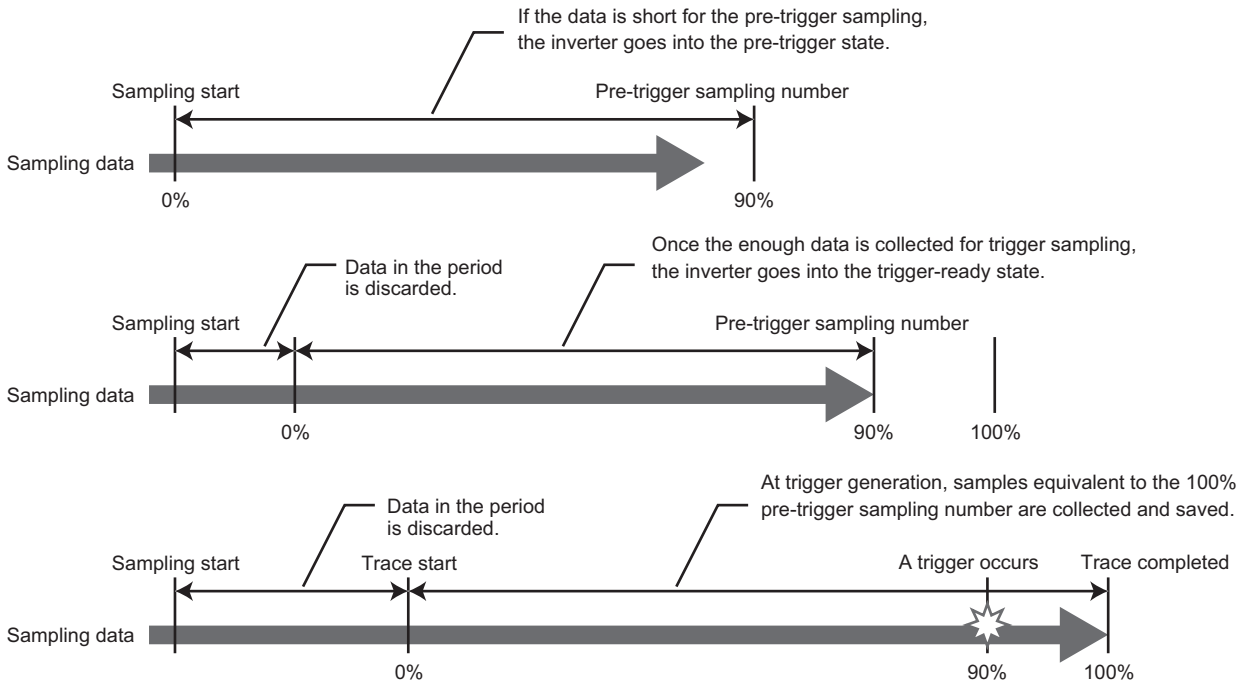 If the data is short for the pre-trigger sampling,
the inverter goes into the pre-trigger state.
Sampling start
Pre-trigger sampling number
Sampling data
0%
90%
Once the enough data is collected for trigger sampling,
the inverter goes into the trigger-ready state.
Data in the period
is discarded.
Sampling start
Pre-trigger sampling number
Sampling data
0%
90%
100%
At trigger generation, samples equivalent to the 100%
pre-trigger sampling number are collected and saved.
Data in the period
is discarded.
Sampling start
Trace start
A trigger occurs
Trace completed
Sampling data
0%
90%
100%